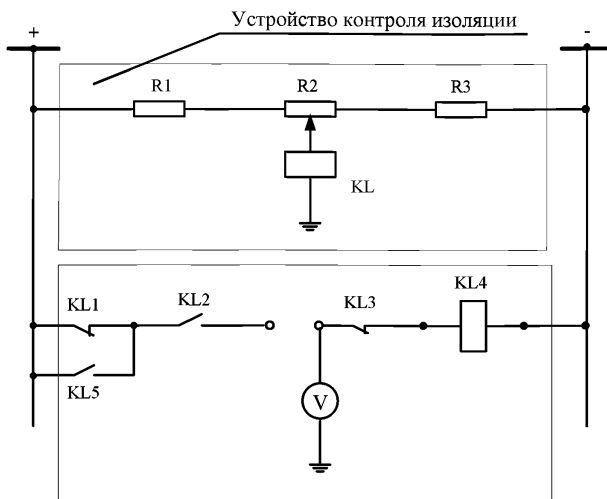 Устройство контроля изоляции
+
-
R1
R2
R3
KL
KL1
KL2
KL3
KL4
KL5
V